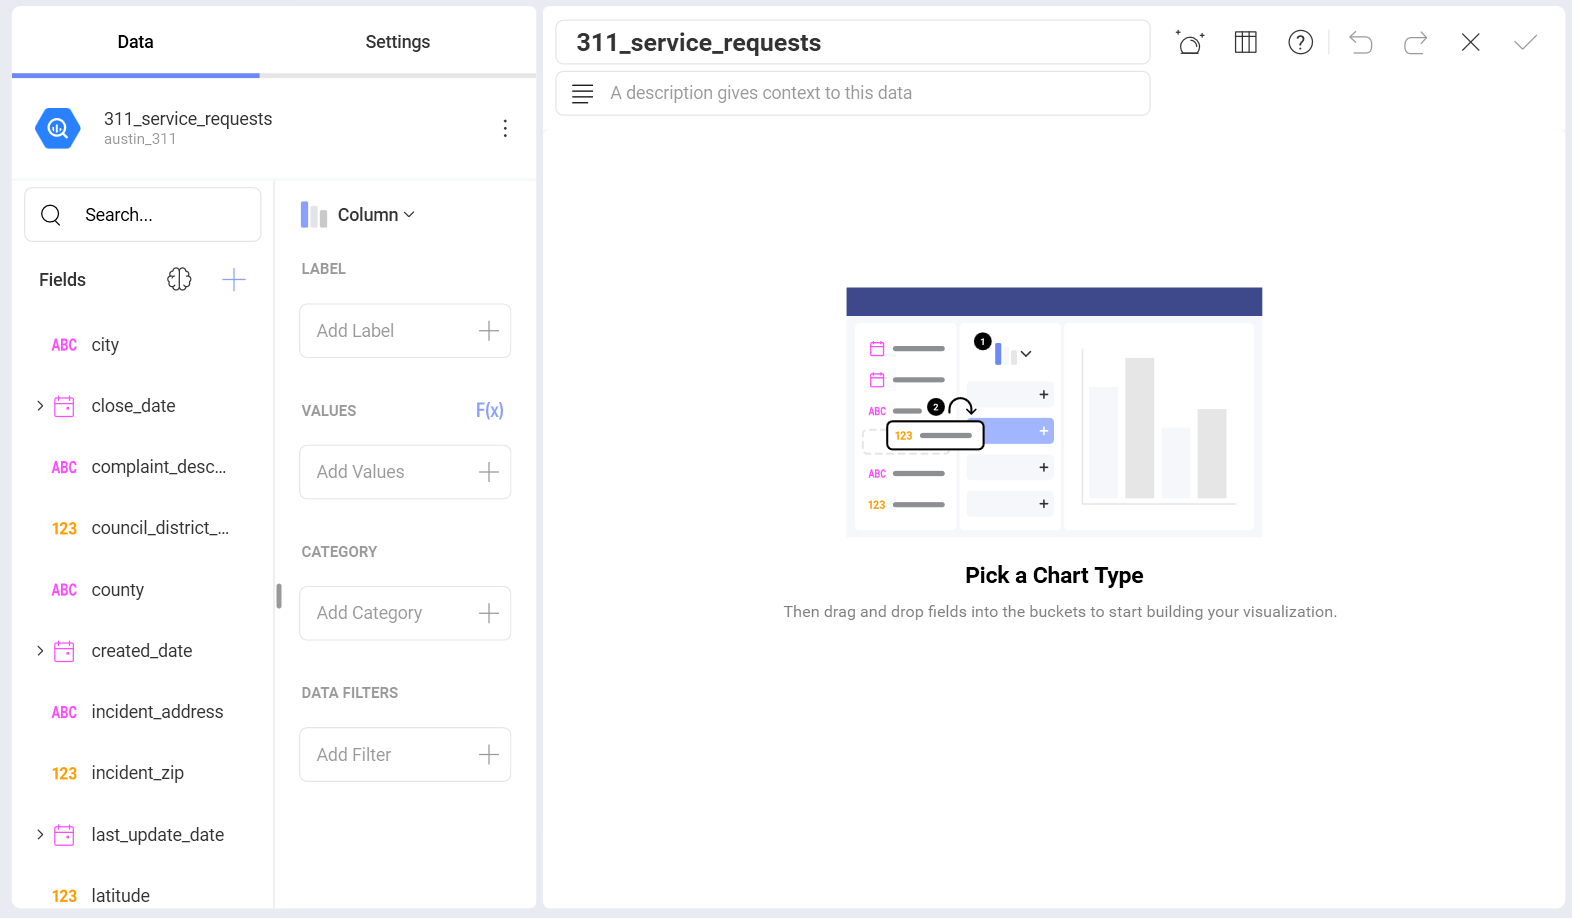 Data
Settings
311_service_requests
austin_311
Search...
Fields
ABC city
close_date
ABC complaint_desc...
123 council_district_...
ABC county
created_date
ABC incident_address
123 incident_zip
last_update_date
123 latitude
Column
LABEL
Add Label
VALUES
F(x)
Add Values
CATEGORY
Add Category
DATA FILTERS
Add Filter
311_service_requests
A description gives context to this data
1
ABC
2
123
ABC
123
Pick a Chart Type
Then drag and drop fields into the buckets to start building your visualization.